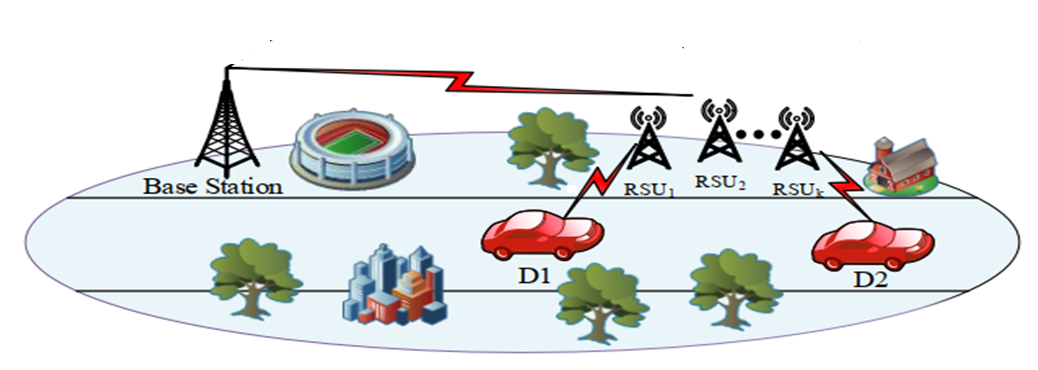 Base Station
RSU₁
RSU₂
RSUₖ
D1
D2